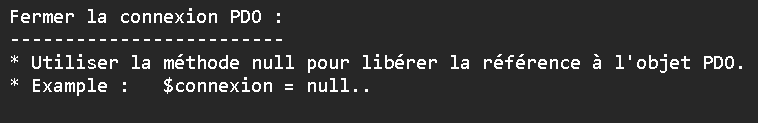 Fermer la connexion PDO :
-------------------------
* Utiliser la méthode null pour libérer la référence à l'objet PDO.
* Example :   $connexion = null..